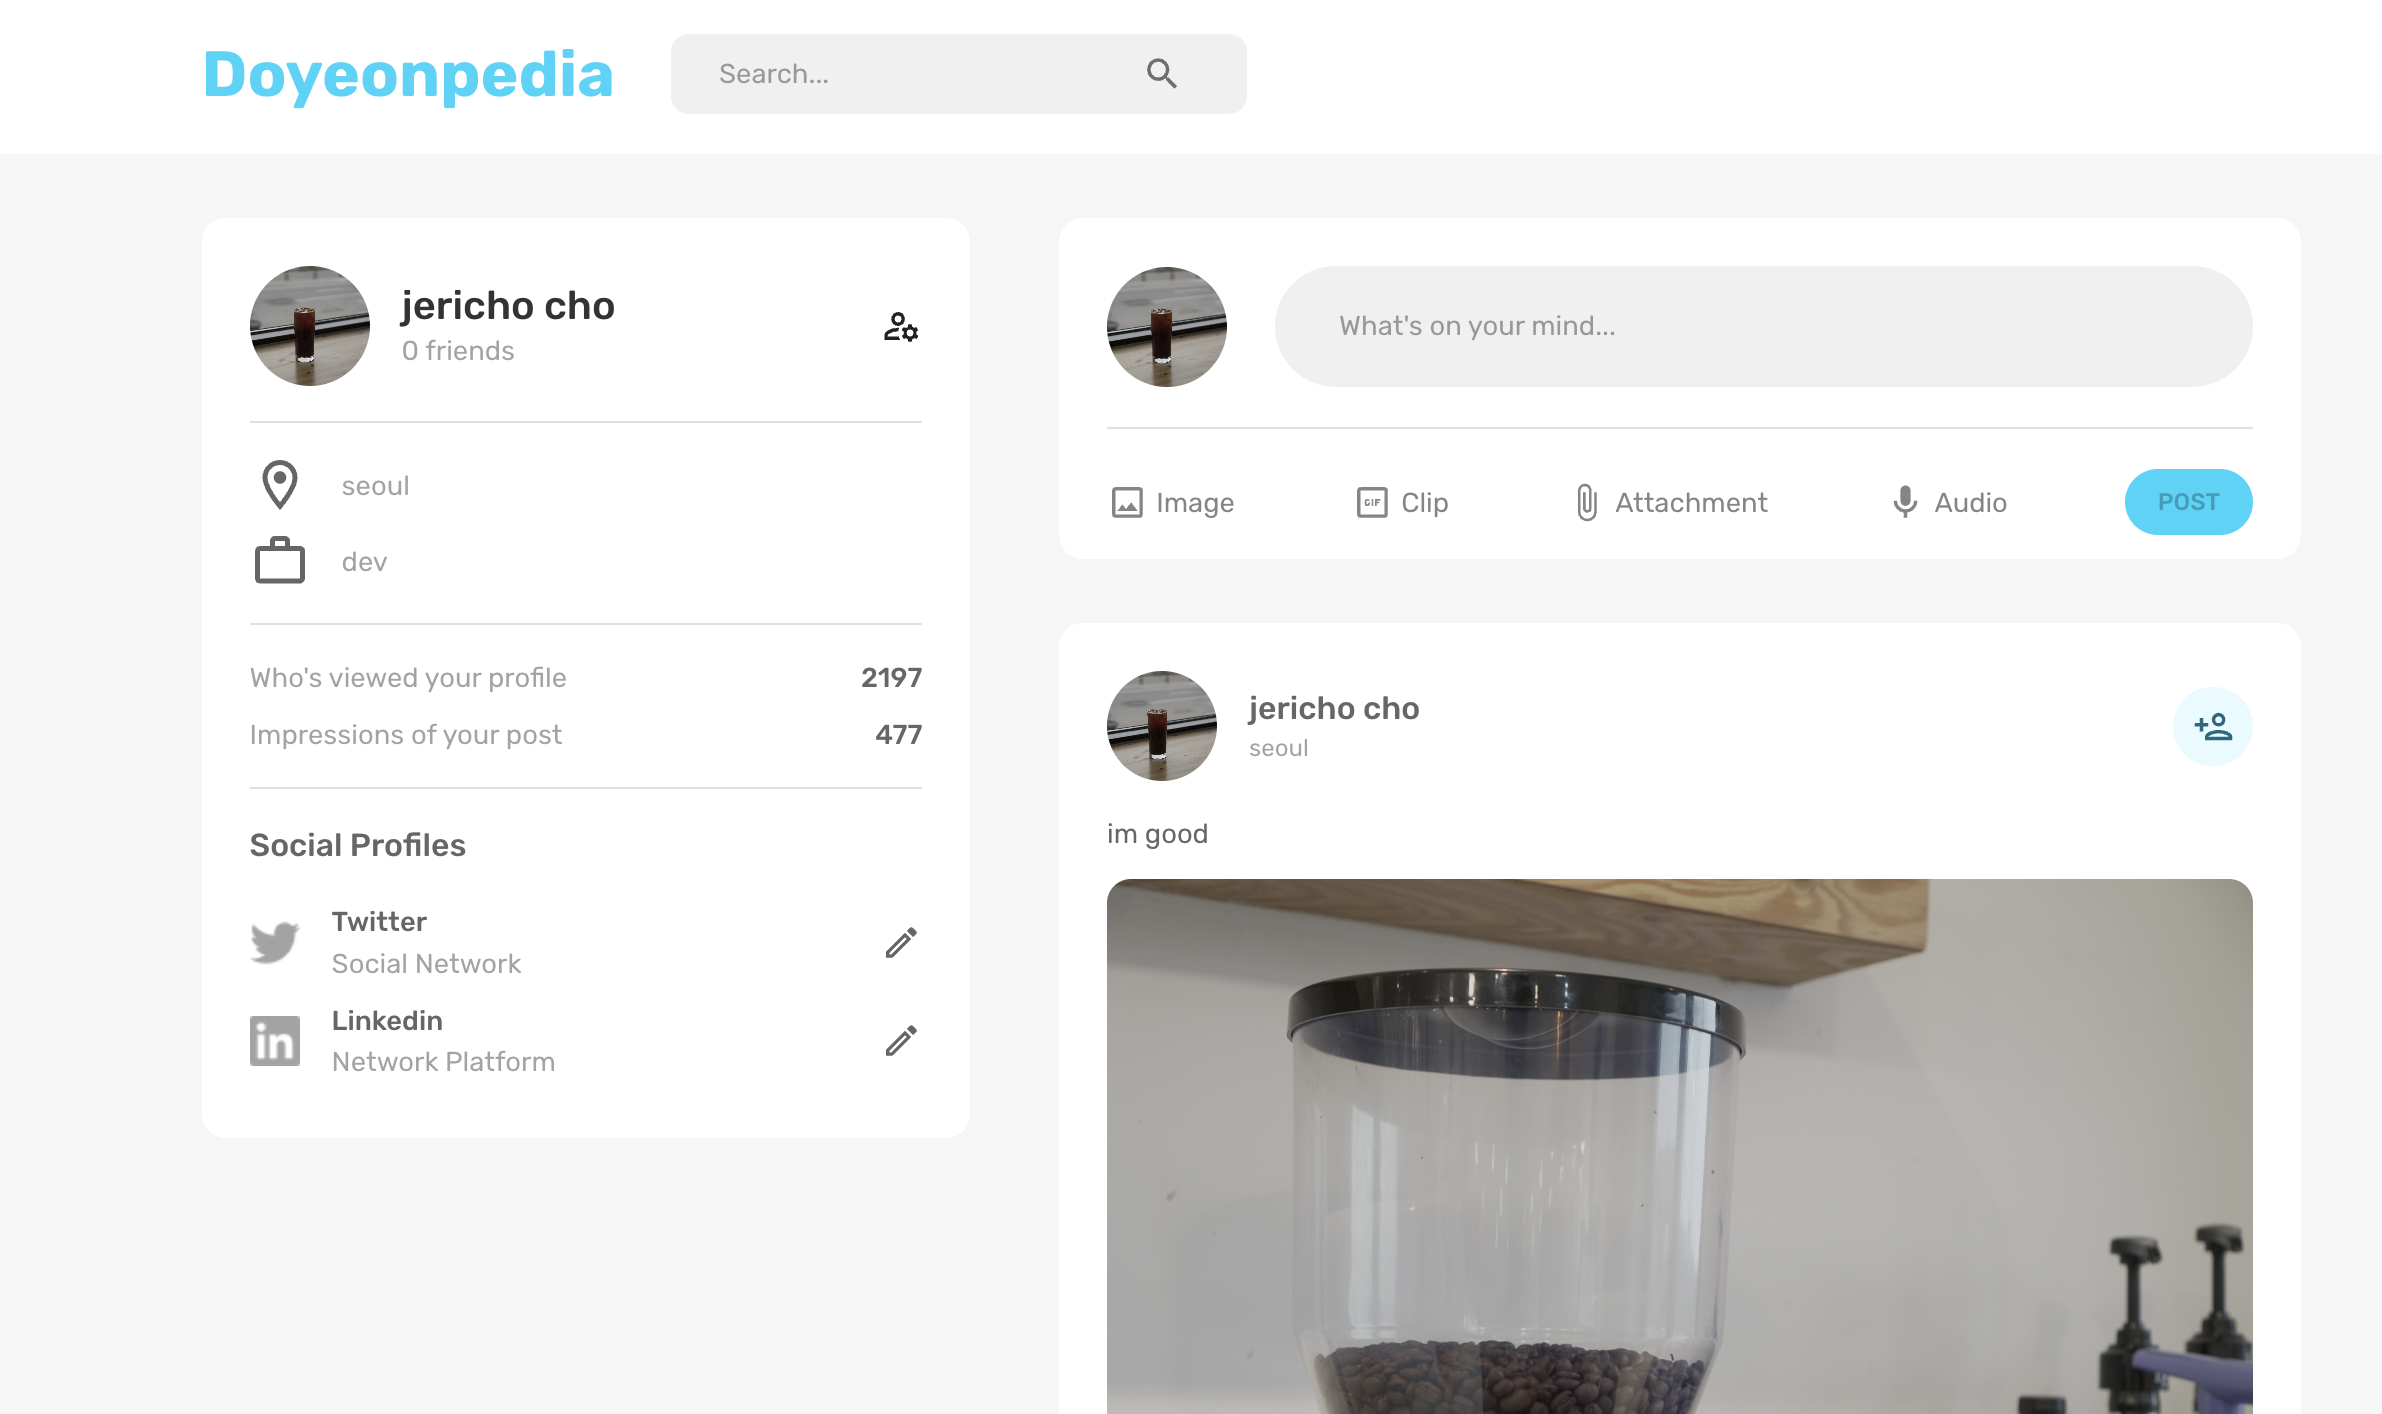 Doyeonpedia
Search...
jericho cho
0 friends
seoul
dev
Who's viewed your profile
2197
Impressions of your post
477
Social Profiles
Twitter
Social Network
in
Linkedin
Network Platform
What's on your mind...
Image
GIF
Clip
Attachment
Audio
POST
jericho cho
seoul
im good